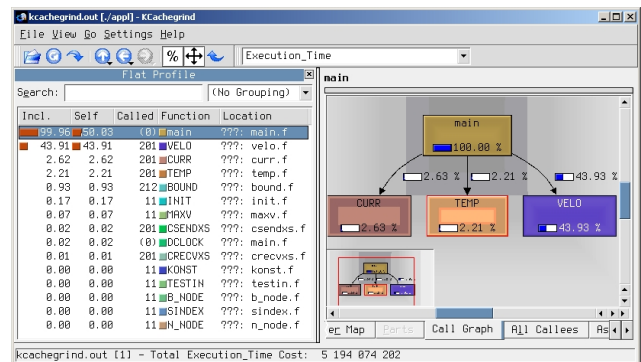 kcachegrind.out [./appl] - KCachegrind
File View Go Settings Help
% Execution_Time
Flat Profile
Search: (No Grouping)
Incl. Self Called Function Location
99.96 50.03 (0) main ???: main.f
43.91 43.91 201 VELO ???: velo.f
2.62 2.62 201 CURR ???: curr.f
2.21 2.21 201 TEMP ???: temp.f
0.93 0.93 212 BOUND ???: bound.f
0.17 0.17 11 INIT ???: init.f
0.07 0.07 11 MAXV ???: maxv.f
0.02 0.02 201 CSENDXS ???: csendxs.f
0.02 0.02 (0) DCLOCK ???: main.f
0.01 0.01 201 CRECVXS ???: crecvxs.f
0.00 0.00 11 KONST ???: konst.f
0.00 0.00 11 TESTIN ???: testin.f
0.00 0.00 11 B_NODE ???: b_node.f
0.00 0.00 11 SINDEX ???: sindex.f
0.00 0.00 11 N_NODE ???: n_node.f
main
main
100.00 %
2.63 % 2.21 % 43.93 %
CURR TEMP VELO
2.63 % 2.21 % 43.93 %
er Map Parts Call Graph All Callees As
kcachegrind.out [1] - Total Execution_Time Cost: 5 194 074 202